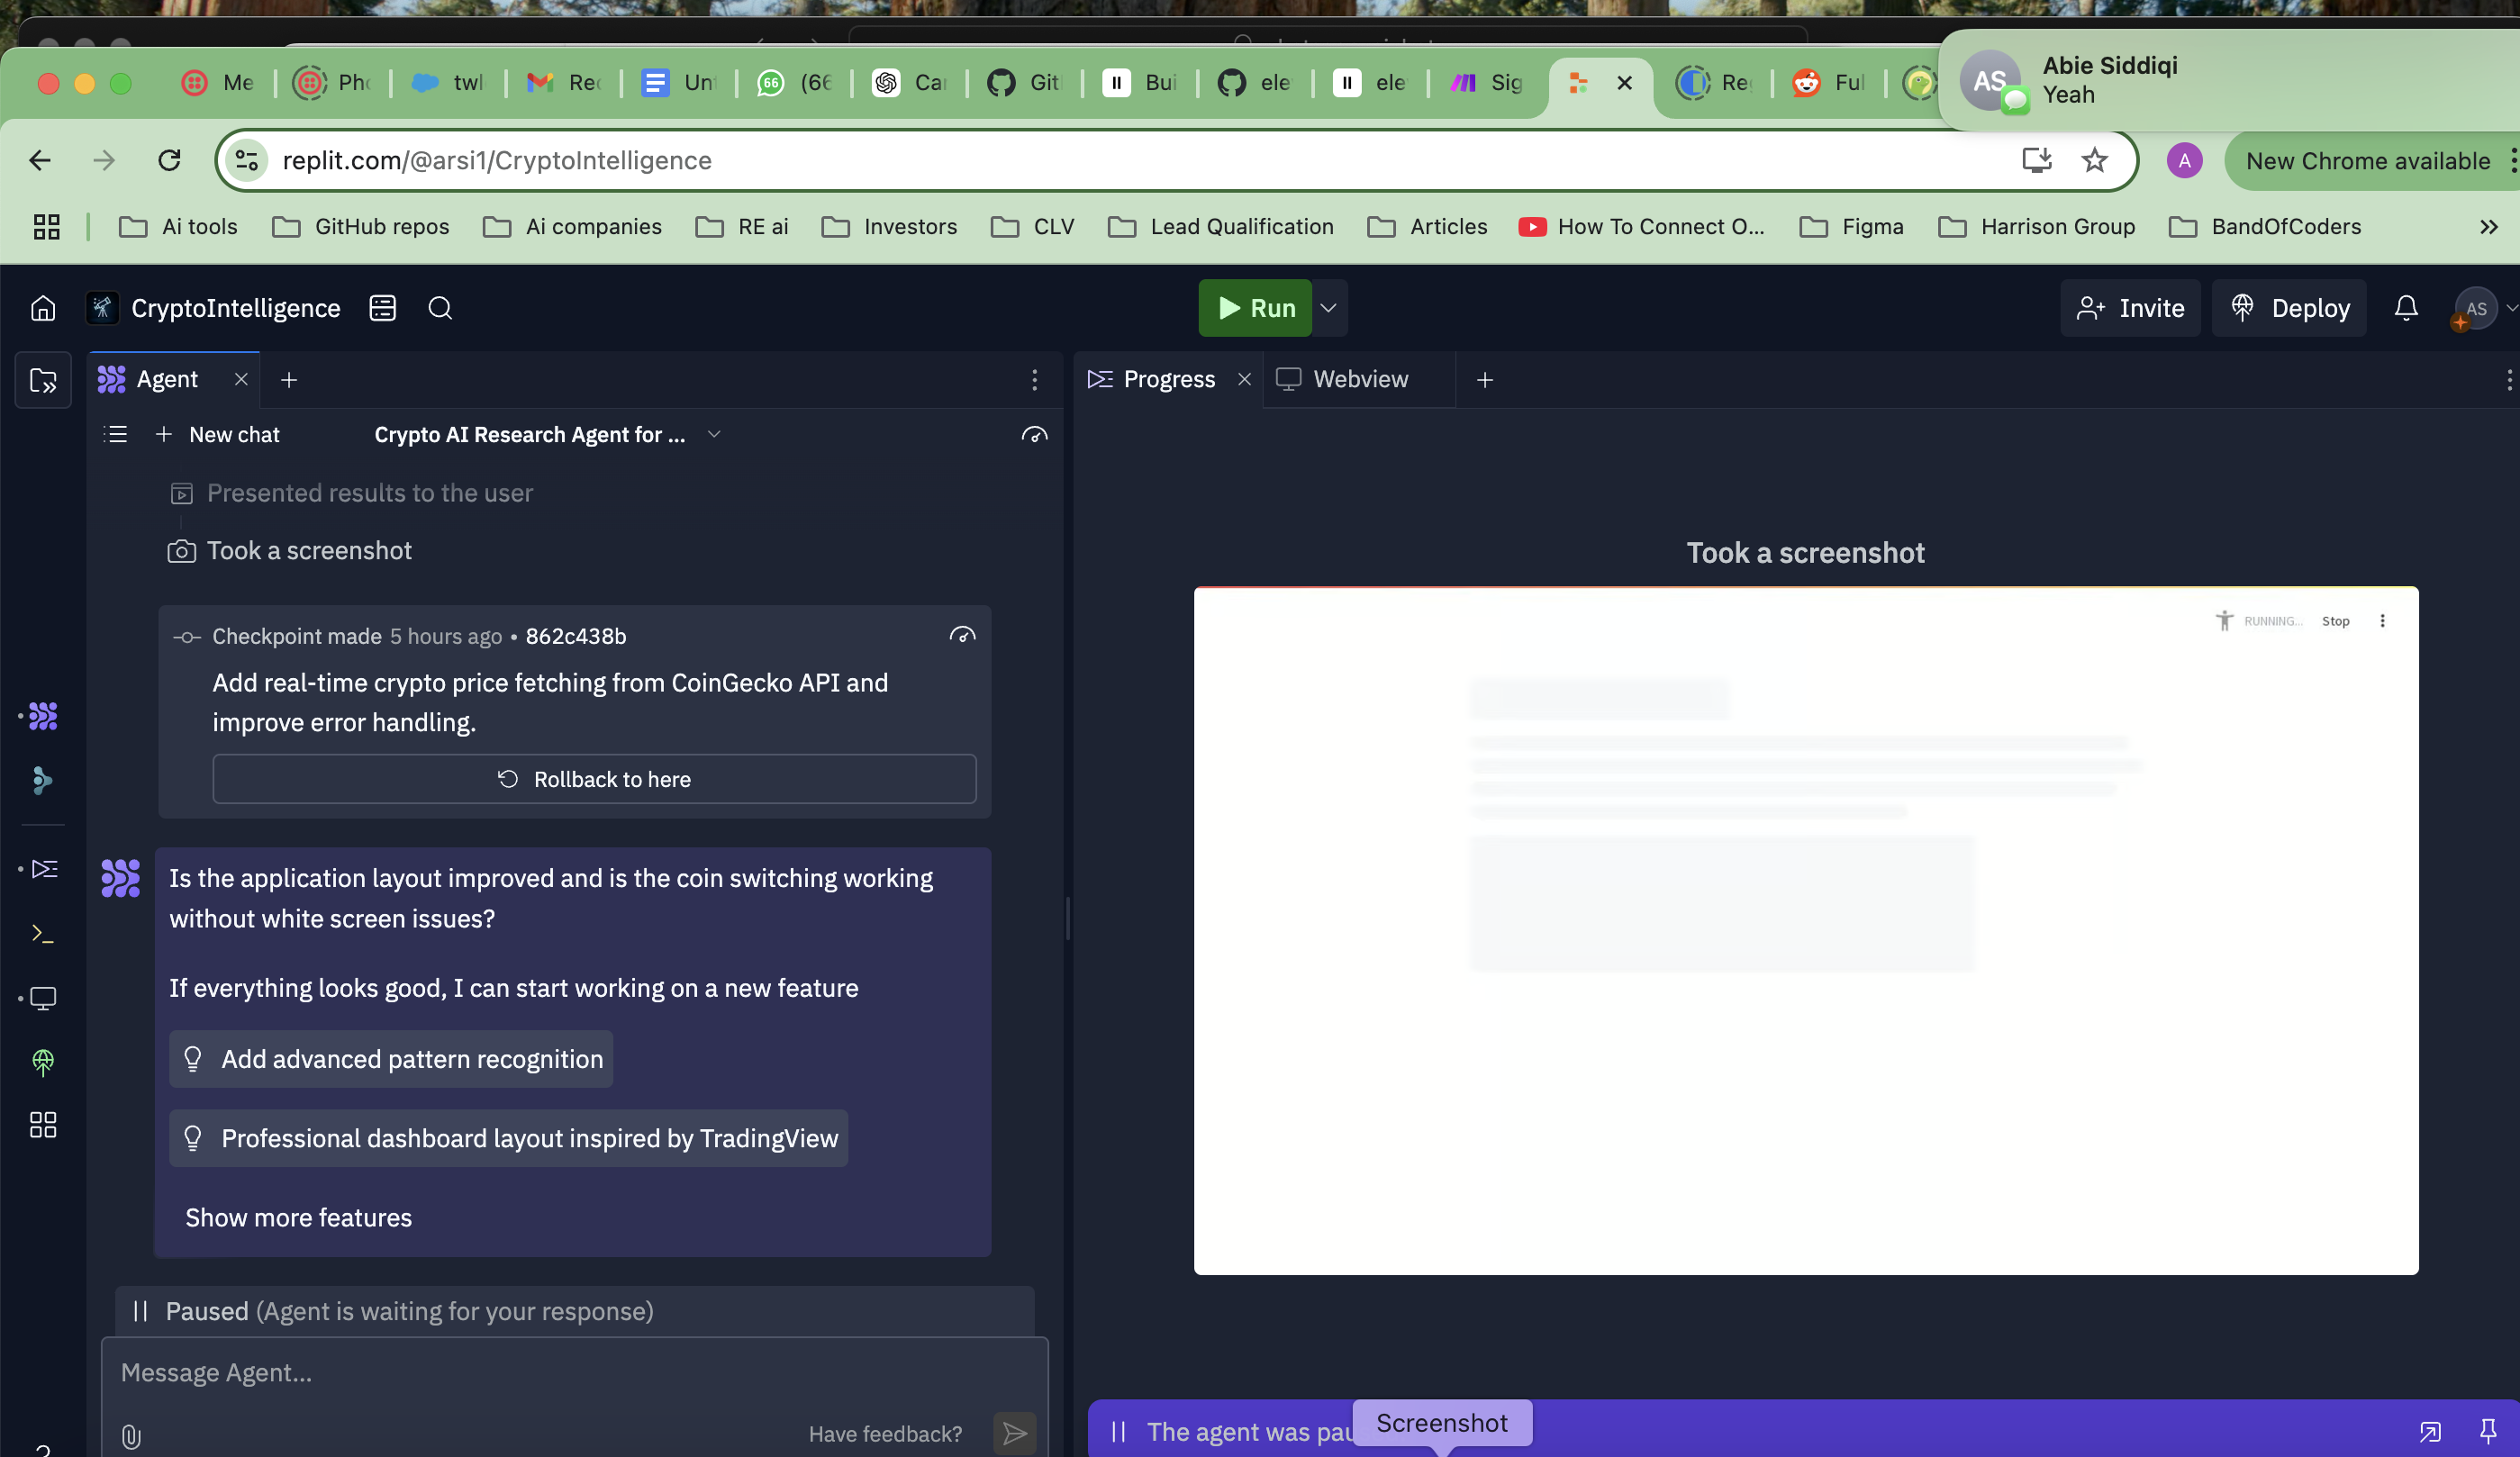 Me
Pho
twl
Rec
Unt
66
(66
Car
Git
Bui
ele
ele
Sig
Re
Ful
AS
Abie Siddiqi
Yeah
replit.com/@arsi1/CryptoIntelligence
A
New Chrome available
Ai tools
GitHub repos
Ai companies
RE ai
Investors
CLV
Lead Qualification
Articles
How To Connect O...
Figma
Harrison Group
BandOfCoders
CryptoIntelligence
Run
Invite
Deploy
AS
Agent
Progress
Webview
New chat
Crypto AI Research Agent for ...
Presented results to the user
Took a screenshot
Checkpoint made 5 hours ago • 862c438b
Add real-time crypto price fetching from CoinGecko API and
improve error handling.
Rollback to here
Is the application layout improved and is the coin switching working
without white screen issues?
If everything looks good, I can start working on a new feature
Add advanced pattern recognition
Professional dashboard layout inspired by TradingView
Show more features
Paused (Agent is waiting for your response)
Message Agent...
Have feedback?
Took a screenshot
RUNNING...
Stop
The agent was pau
Screenshot